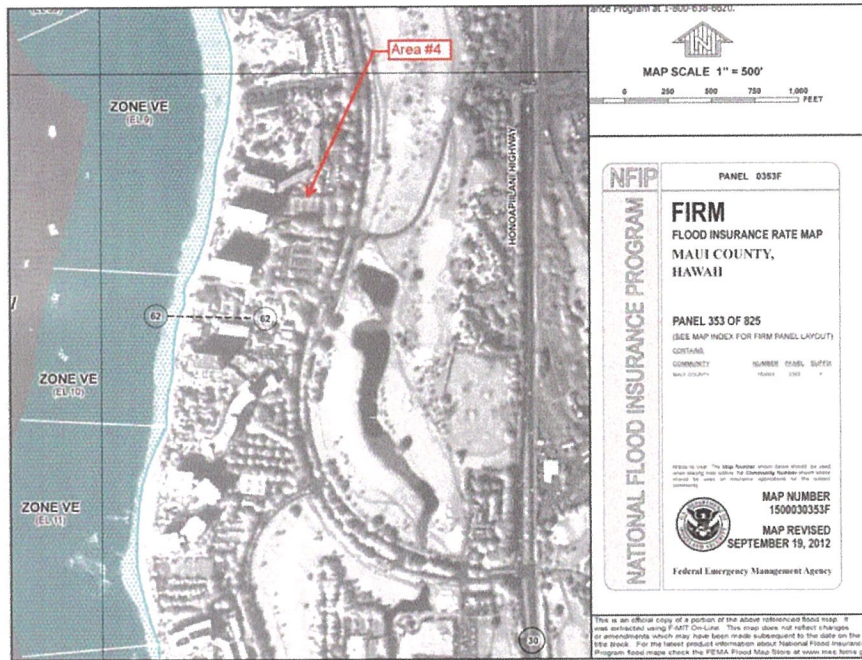 Area #4
ZONE VE
(EL 9)
HONOAPIILANI HIGHWAY
62
62
ZONE VE
(EL 10)
ZONE VE
(EL 11)
30
ance Program at 1-800-638-6620.
MAP SCALE 1" = 500'
0 250 500 750 1,000
FEET
NFIP
NATIONAL FLOOD INSURANCE PROGRAM
PANEL 0353F
FIRM
FLOOD INSURANCE RATE MAP
MAUI COUNTY,
HAWAII
PANEL 353 OF 825
(SEE MAP INDEX FOR FIRM PANEL LAYOUT)
CONTAINS:
COMMUNITY NUMBER PANEL SUFFIX
MAP NUMBER
1500030353F
MAP REVISED
SEPTEMBER 19, 2012
Federal Emergency Management Agency
This is an official copy of a portion of the above referenced flood map. It
was extracted using F-MIT On-Line. This map does not reflect changes
or amendments which may have been made subsequent to the date on the
title block. For the latest product information about National Flood Insurance
Program flood maps check the FEMA Flood Map Store at www.msc.fema